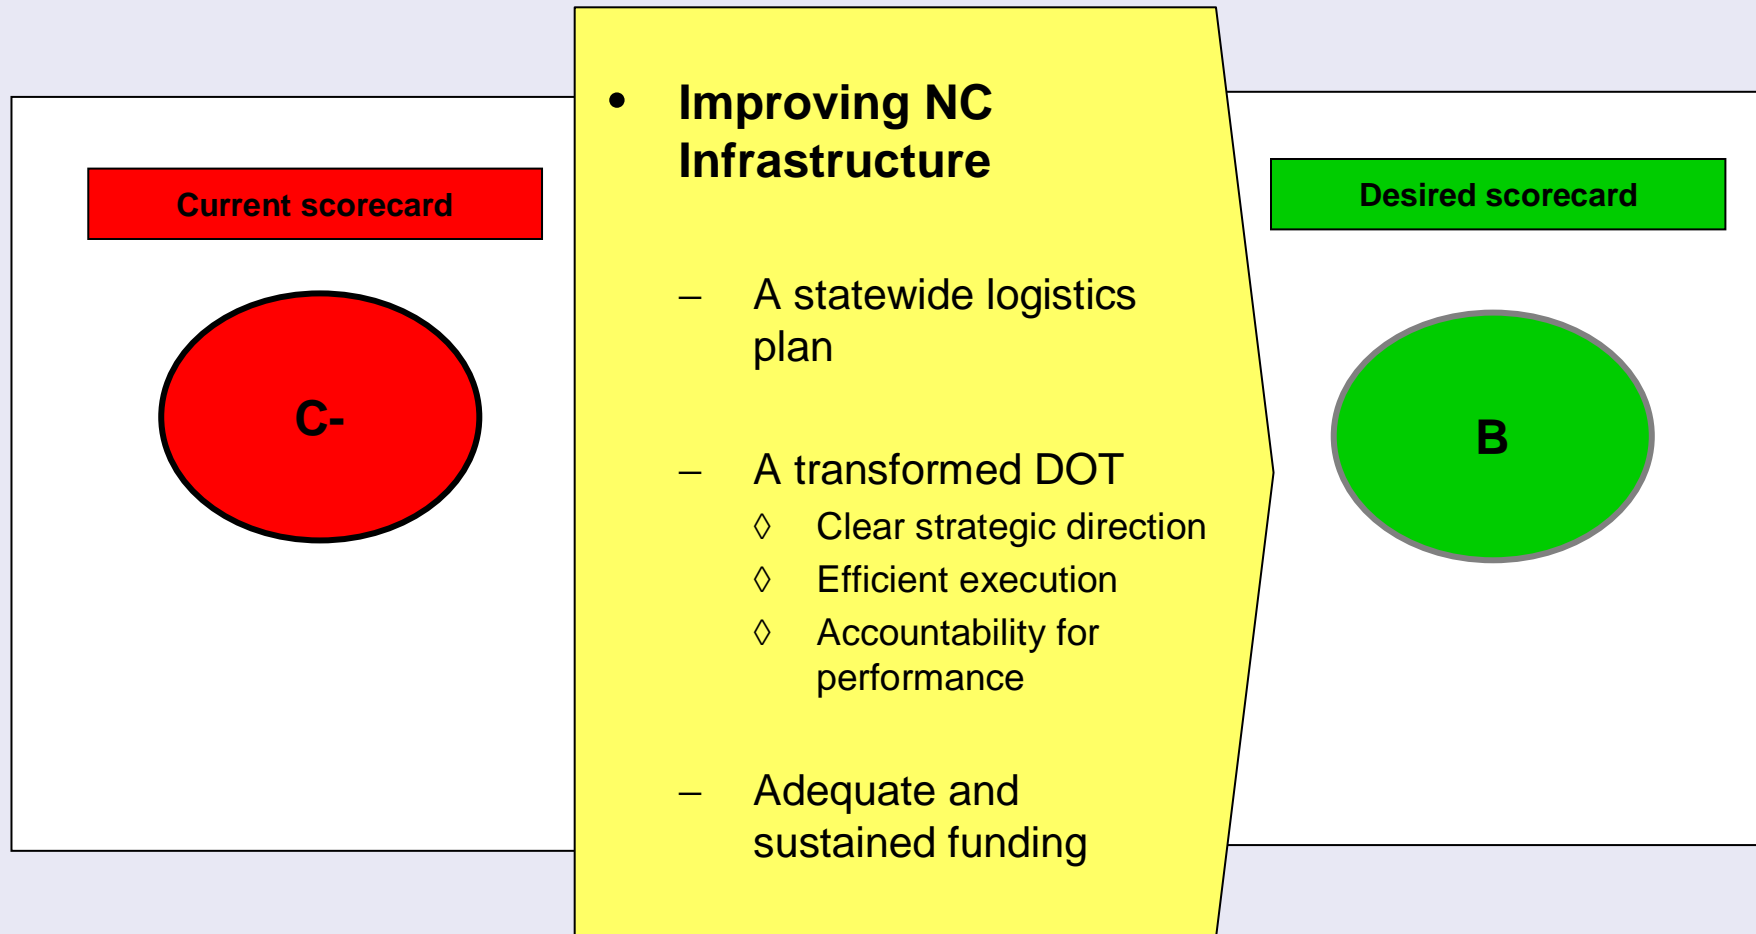 Current scorecard
C-
• Improving NC
Infrastructure
– A statewide logistics
plan
– A transformed DOT
◊ Clear strategic direction
◊ Efficient execution
◊ Accountability for
performance
– Adequate and
sustained funding
Desired scorecard
B